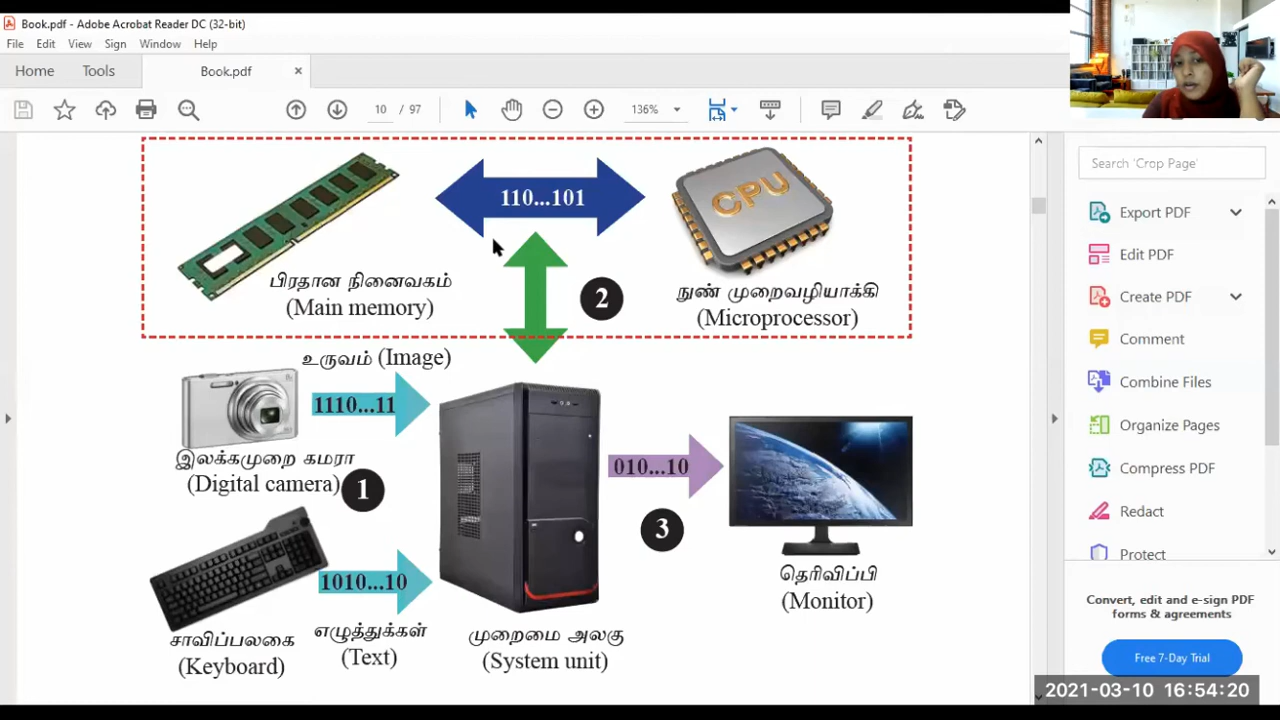 Book.pdf - Adobe Acrobat Reader DC (32-bit)
File Edit View Sign Window Help
Home Tools Book.pdf ×
10 / 97 136%
110...101
CPU
பிரதான நினைவகம்
(Main memory)
2
நுண் முறைவழியாக்கி
(Microprocessor)
உருவம் (Image)
1110...11
இலக்கமுறை கமரா
(Digital camera)
1
010...10
3
1010...10
தெரிவிப்பி
(Monitor)
சாவிப்பலகை
(Keyboard)
எழுத்துக்கள்
(Text)
முறைமை அலகு
(System unit)
Search 'Crop Page'
Export PDF
Edit PDF
Create PDF
Comment
Combine Files
Organize Pages
Compress PDF
Redact
Protect
Convert, edit and e-sign PDF
forms & agreements
Free 7-Day Trial
2021-03-10 16:54:20